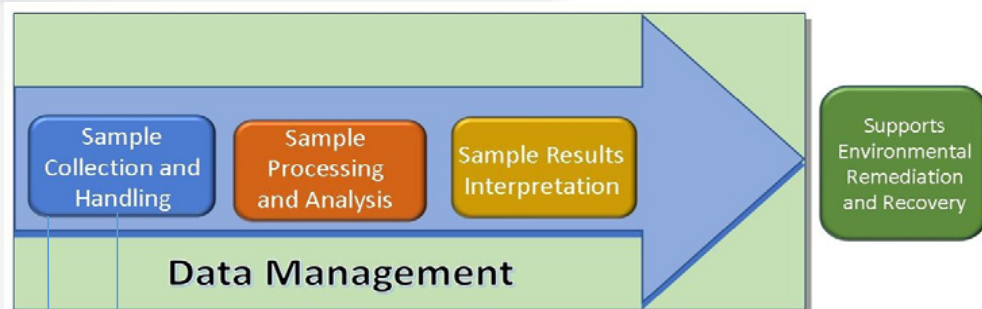 Sample
Collection and
Handling
Sample
Processing
and Analysis
Sample Results
Interpretation
Supports
Environmental
Remediation
and Recovery
Data Management